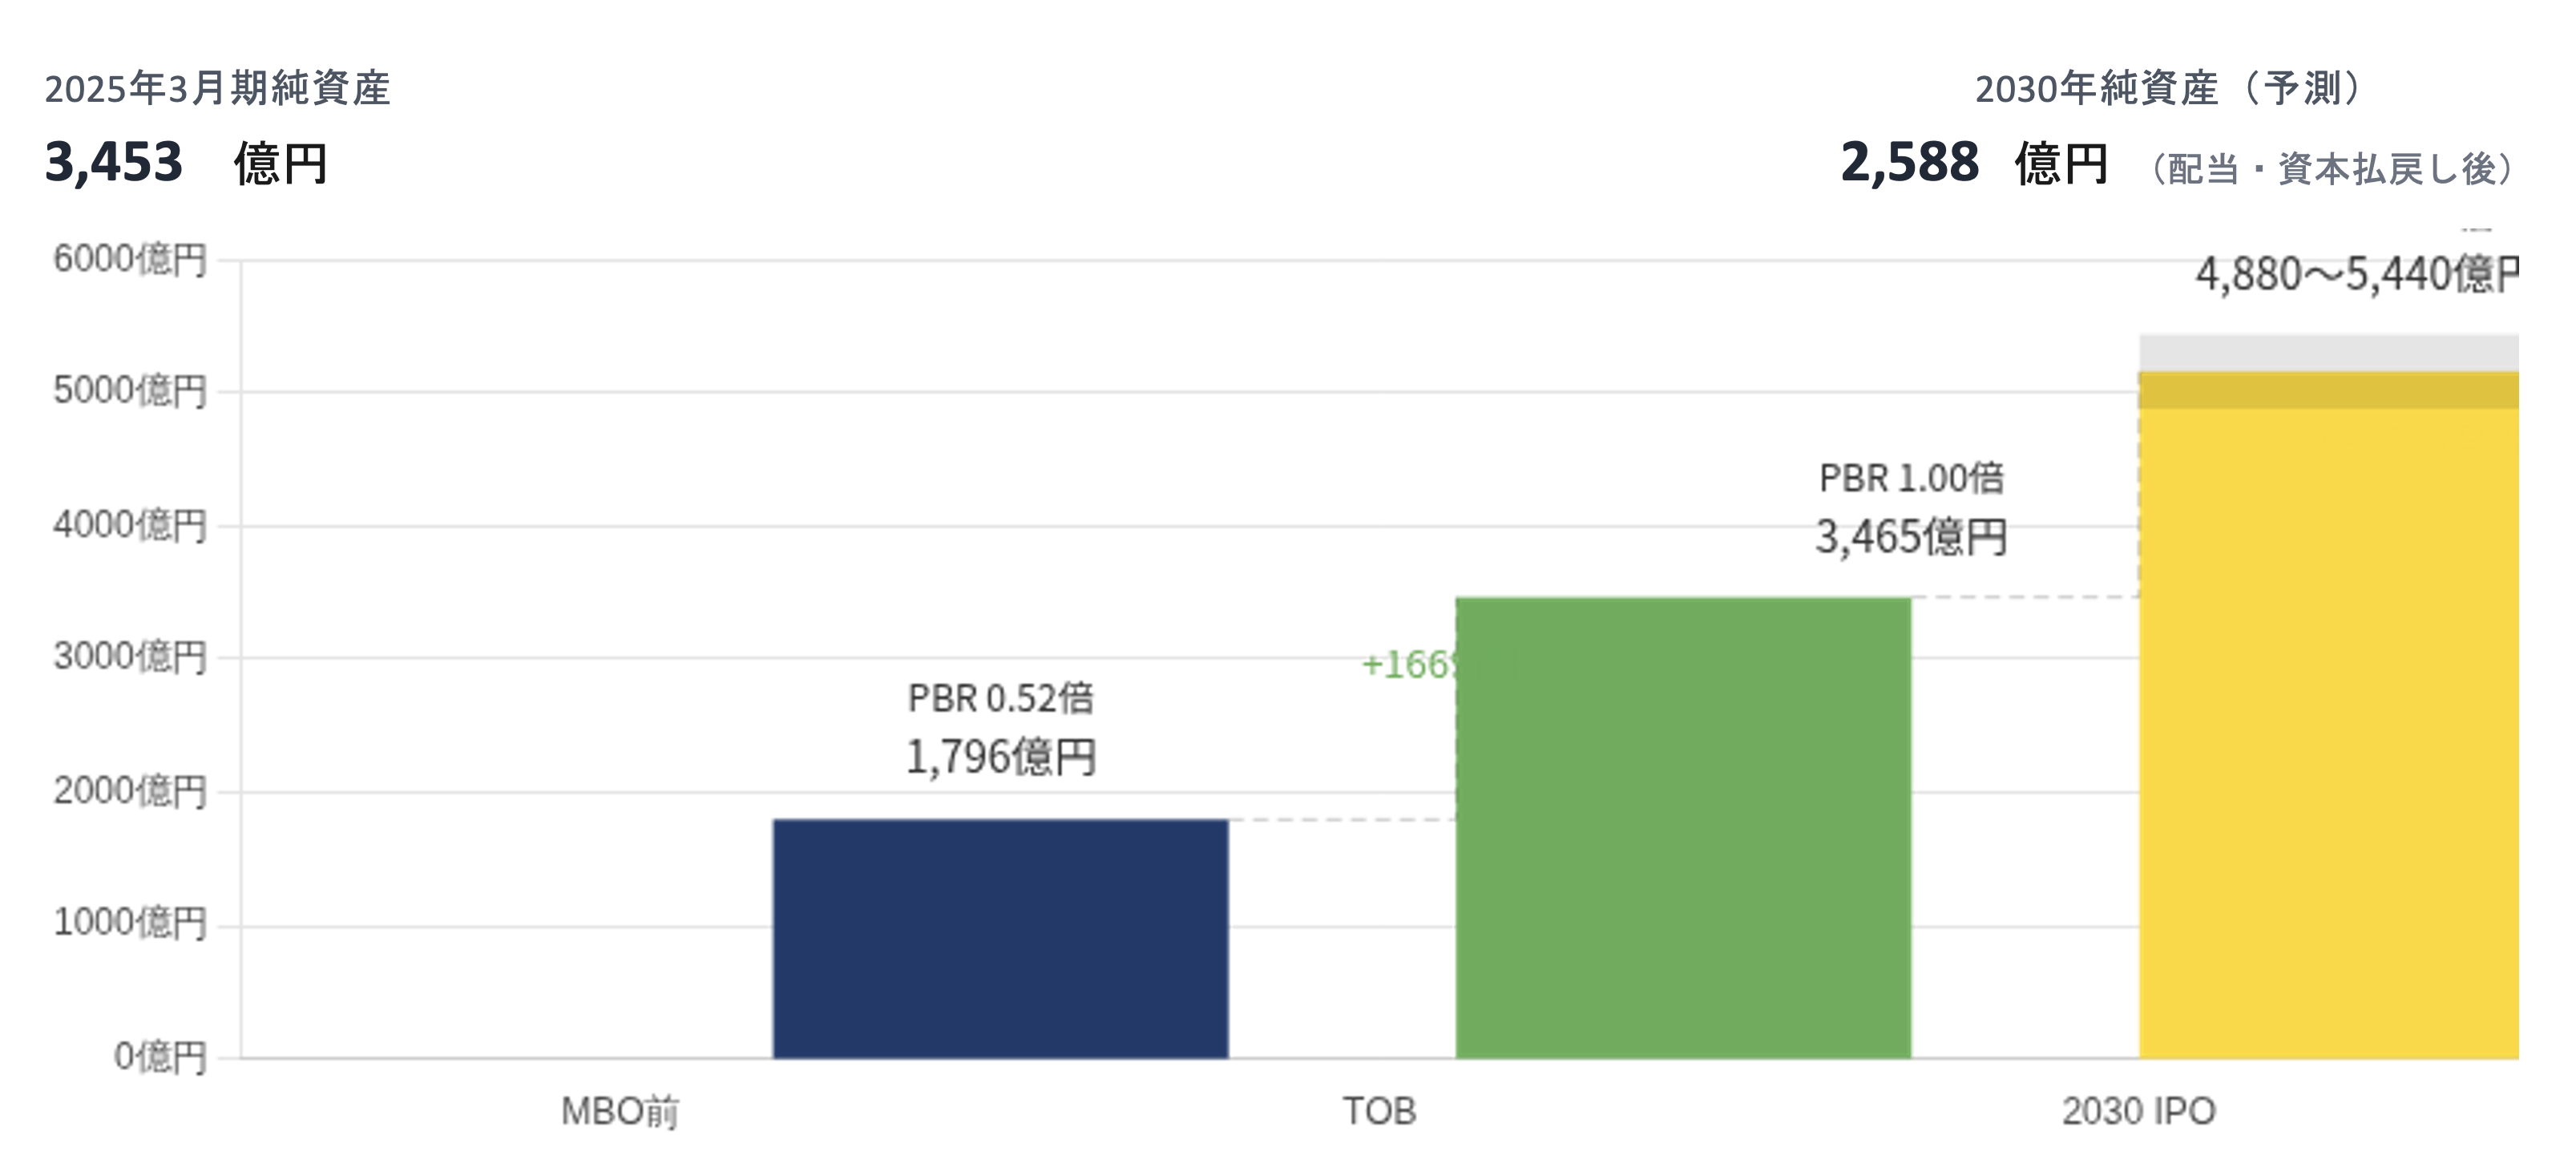 2025年3月期純資産
3,453 億円
2030年純資産（予測）
2,588 億円 （配当・資本払戻し後）
6000億円
4,880～5,440億円
5000億円
PBR 1.00倍
4000億円
3,465億円
3000億円
+166
PBR 0.52倍
1,796億円
2000億円
1000億円
0億円
MBO前
TOB
2030 IPO